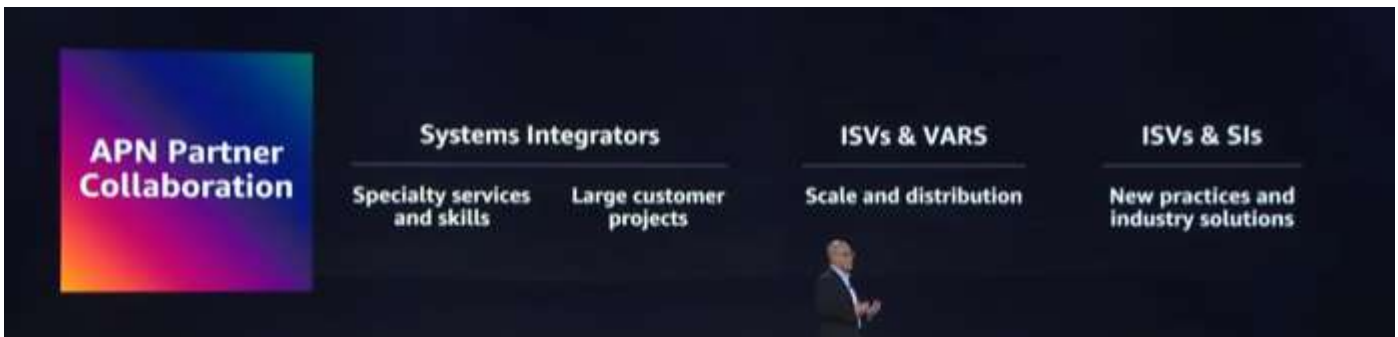 APN Partner
Collaboration
Systems Integrators
Specialty services
and skills
Large customer
projects
ISVs & VARS
Scale and distribution
ISVs & SIs
New practices and
industry solutions